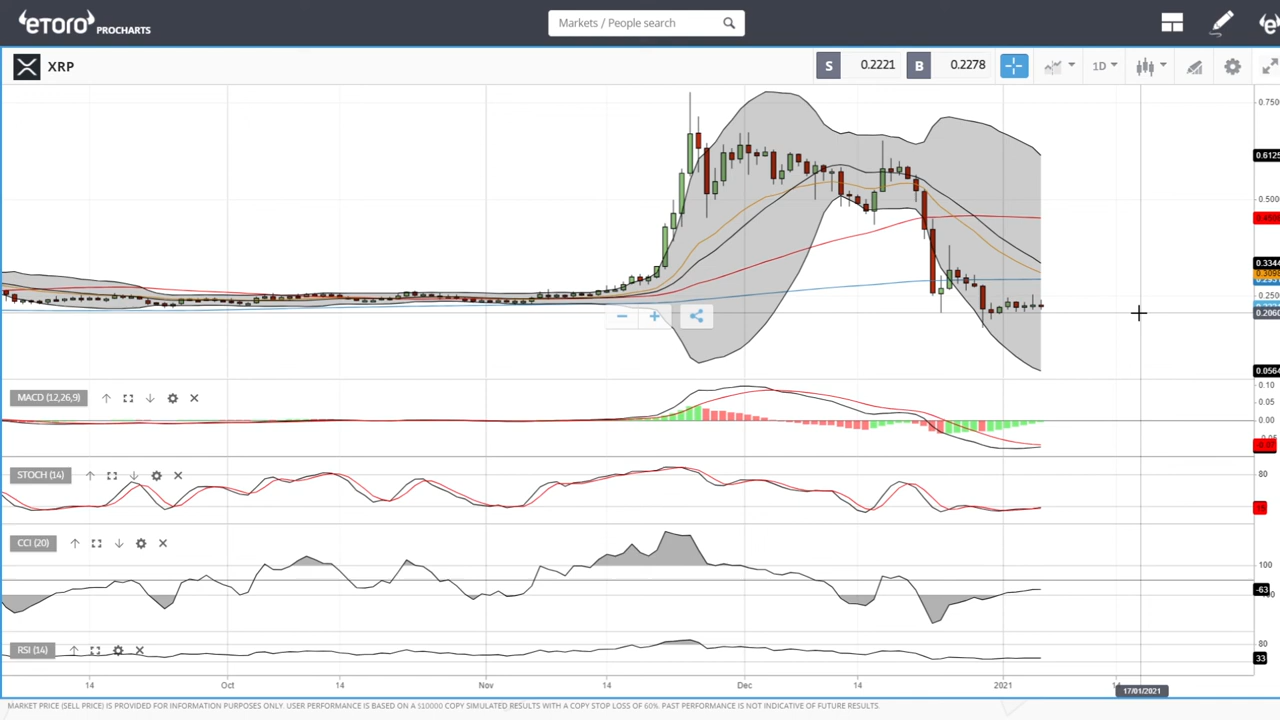 eTORO PROCHARTS
Markets / People search
XRP
S 0.2221 B 0.2278
1D
0.7500
0.6125
0.5000
0.3344
0.2500
0.2060
0.0564
MACD (12,26,9)
0.10
0.05
0.00
STOCH (14)
80
CCI (20)
100
-63
RSI (14)
80
33
14 Oct 14 Nov 14 Dec 14 2021
17/01/2021
MARKET PRICE (SELL PRICE) IS PROVIDED FOR INFORMATION PURPOSES ONLY. USER PERFORMANCE IS BASED ON A $10000 COPY SIMULATED RESULTS WITH A COPY STOP LOSS OF 60%. PAST PERFORMANCE IS NOT INDICATIVE OF FUTURE RESULTS.